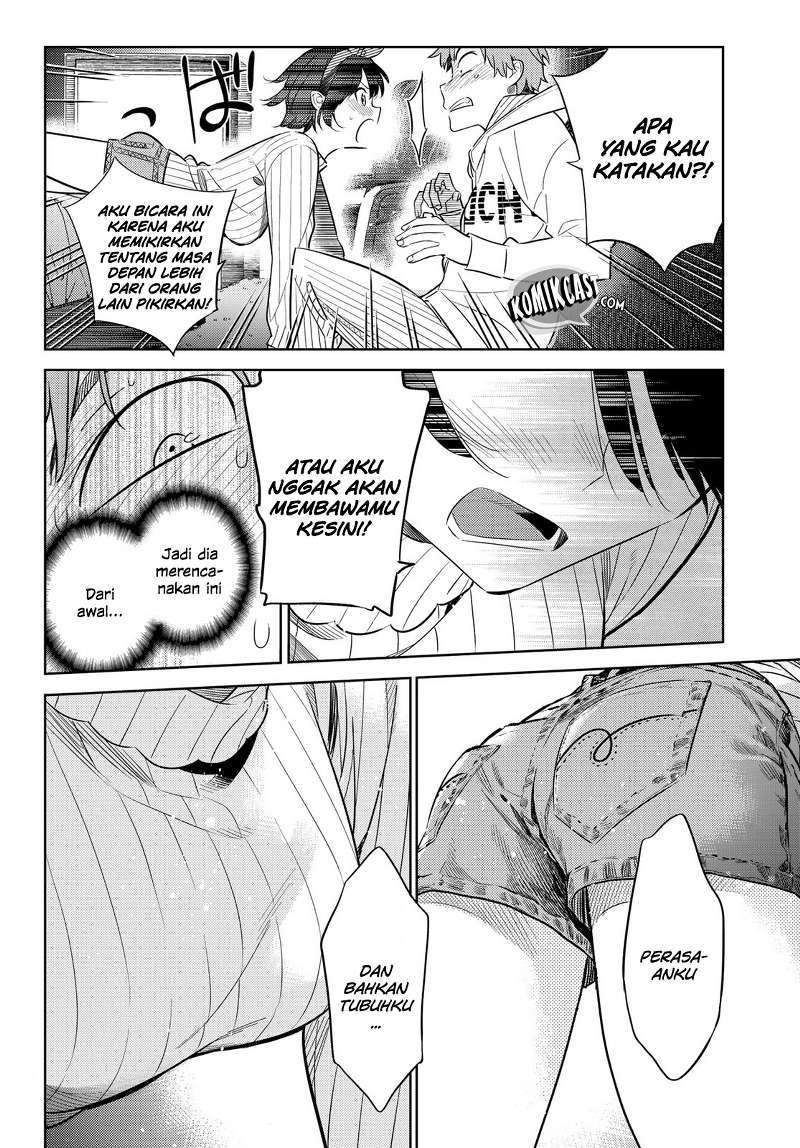 APA
YANG KAU
KATAKAN?!
ば
っ
UCH
AKU BICARA INI
KARENA AKU
MEMIKIRKAN
TENTANG MASA
DEPAN LEBIH
DARI ORANG
LAIN PIKIRKAN!
KOMIKCAST
.COM
ATAU AKU
NGGAK AKAN
MEMBAWAMU
KESINI!
Jadi dia
merenca-
nakan ini
Dari
awal...
PERASA-
ANKU
DAN
BAHKAN
TUBUHKU
...